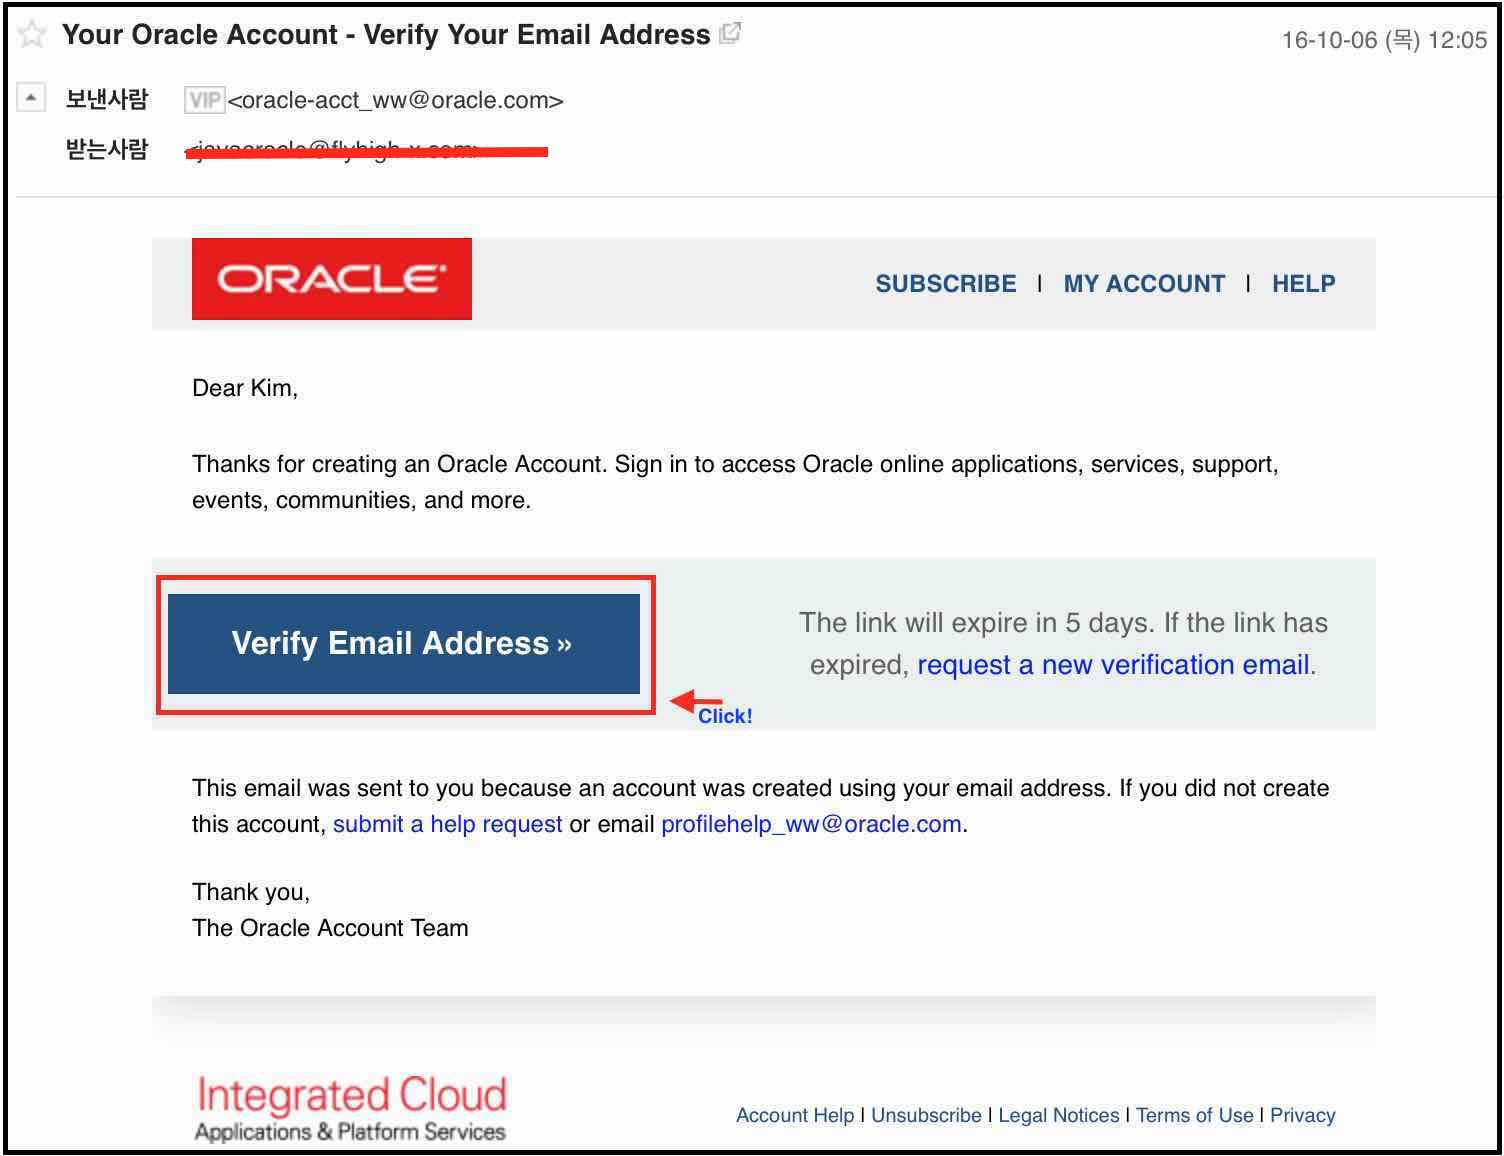 Your Oracle Account - Verify Your Email Address
16-10-06 (목) 12:05
보낸사람 VIP <oracle-acct_ww@oracle.com>
받는사람
ORACLE
SUBSCRIBE | MY ACCOUNT | HELP
Dear Kim,
Thanks for creating an Oracle Account. Sign in to access Oracle online applications, services, support,
events, communities, and more.
Verify Email Address »
The link will expire in 5 days. If the link has
expired, request a new verification email.
Click!
This email was sent to you because an account was created using your email address. If you did not create
this account, submit a help request or email profilehelp_ww@oracle.com.
Thank you,
The Oracle Account Team
Integrated Cloud
Applications & Platform Services
Account Help | Unsubscribe | Legal Notices | Terms of Use | Privacy